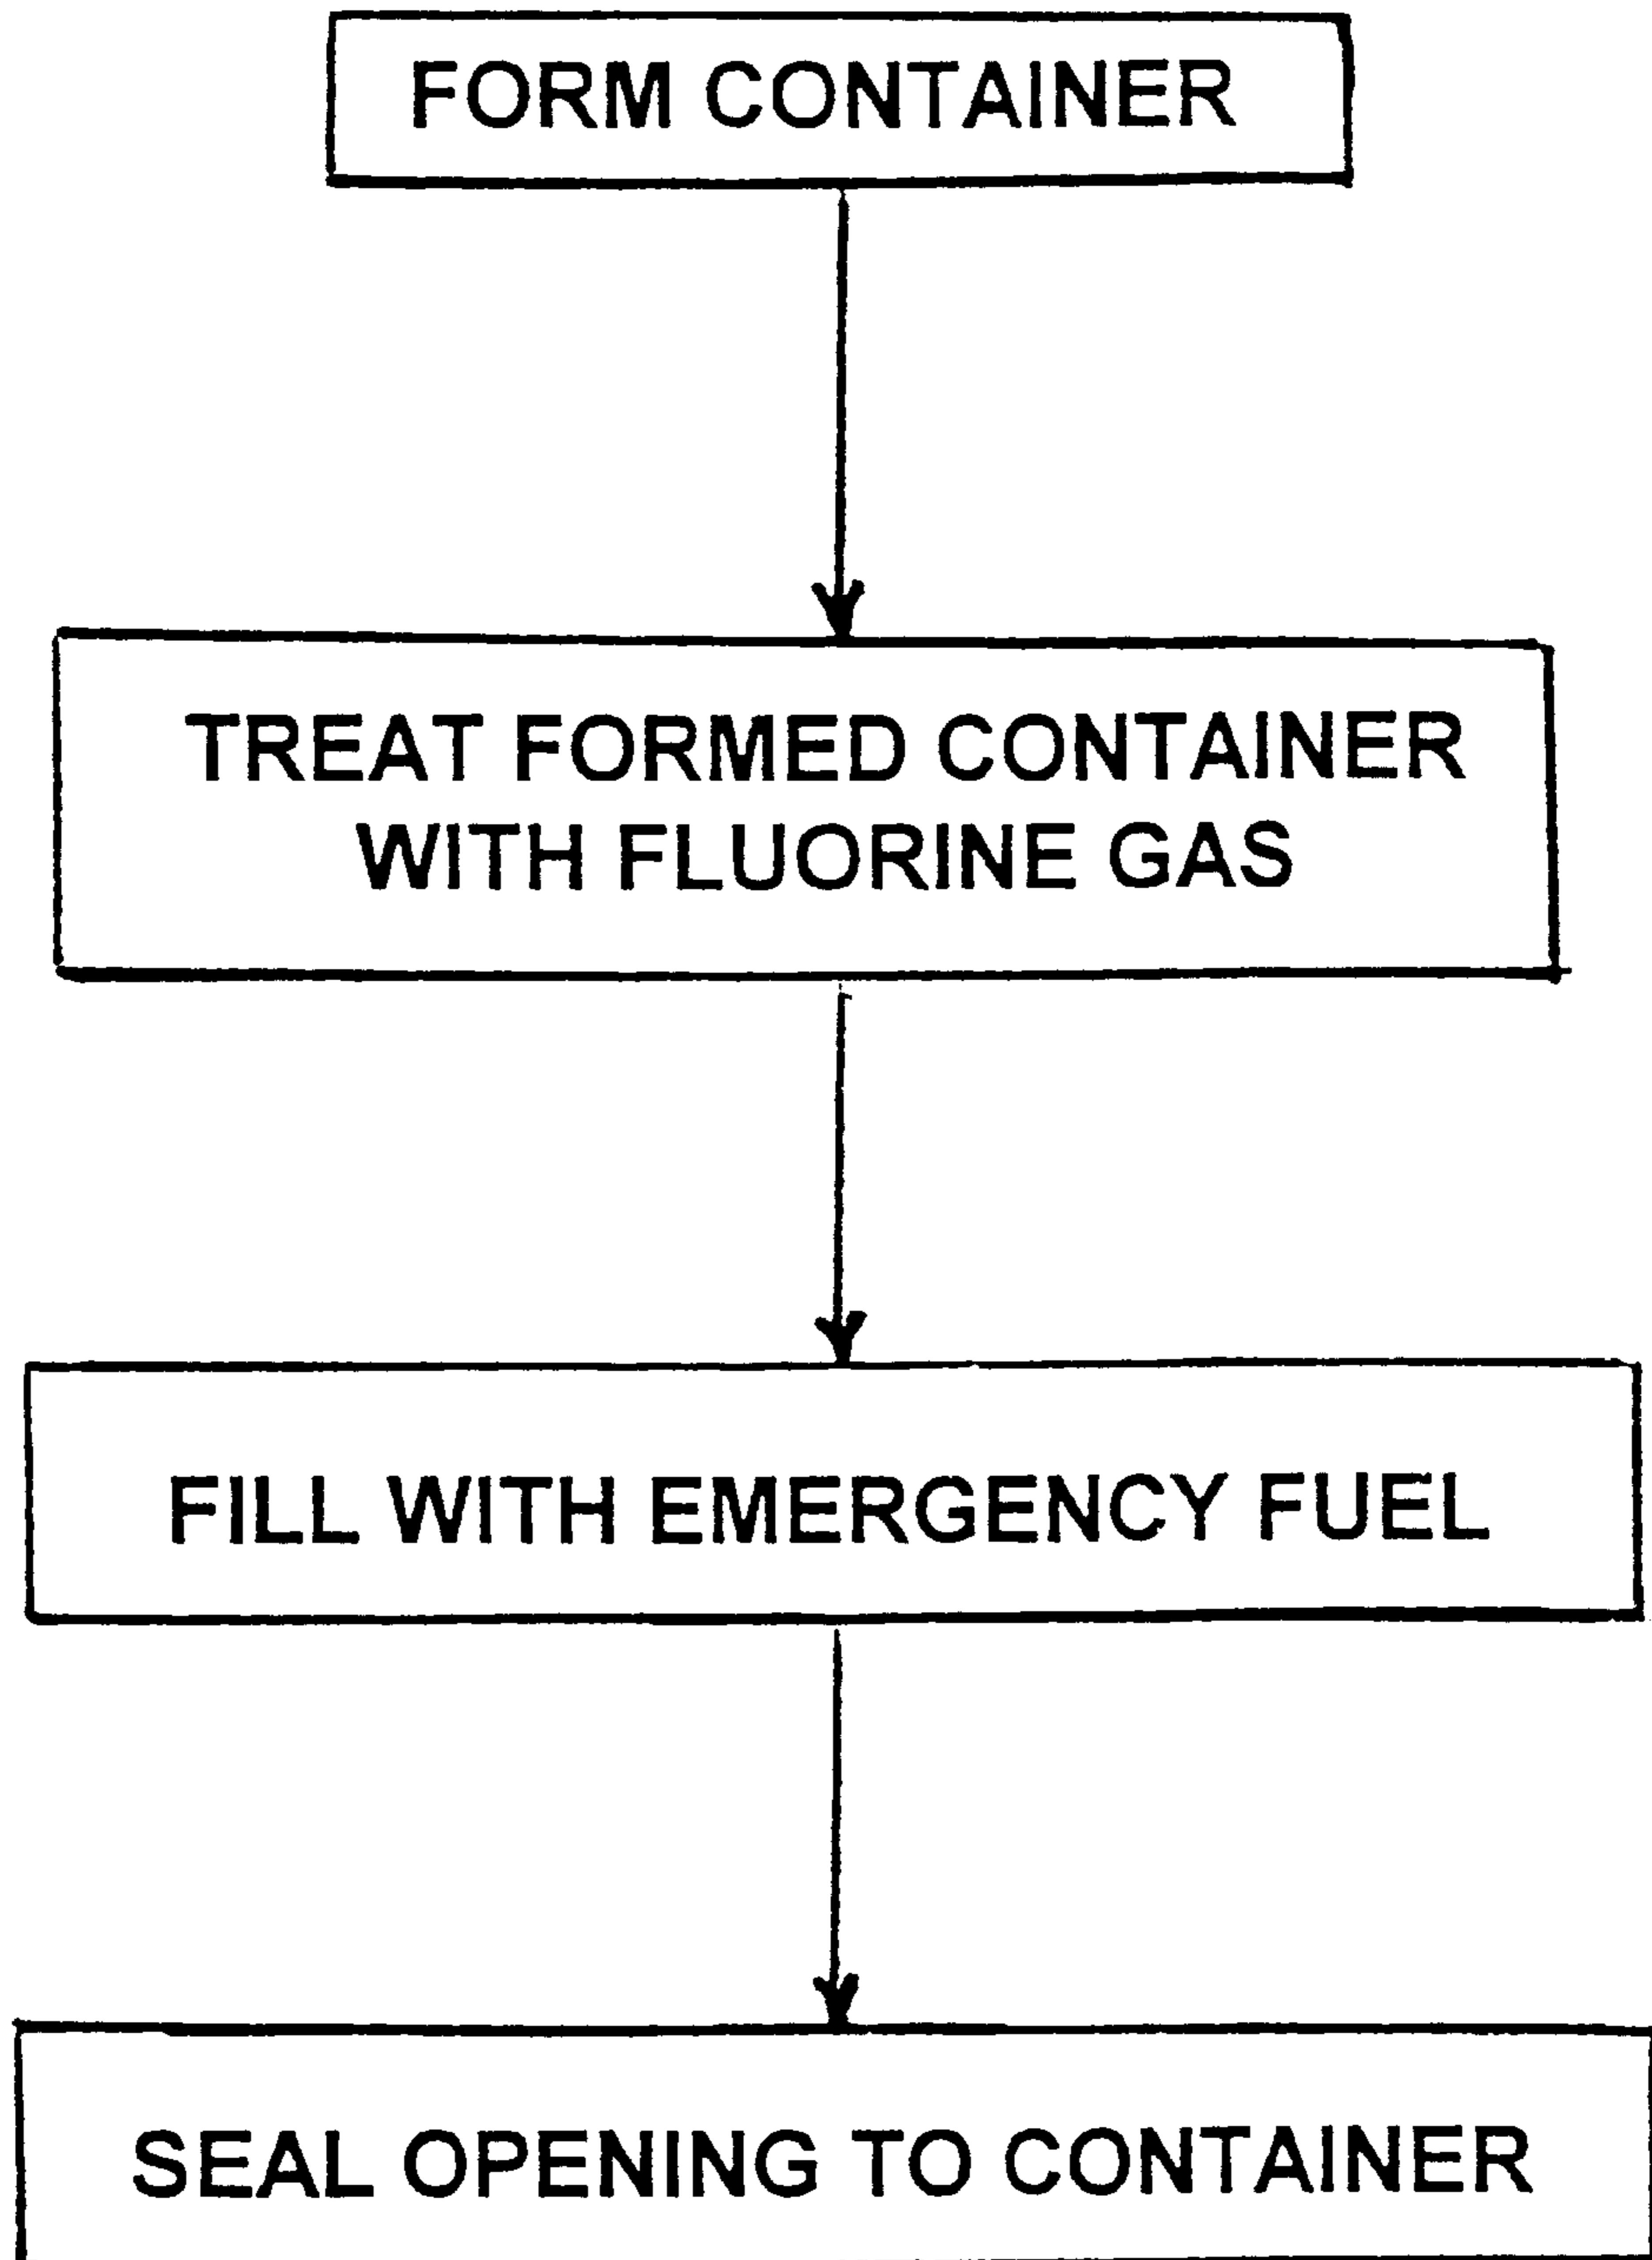 FORM CONTAINER
TREAT FORMED CONTAINER
WITH FLUORINE GAS
FILL WITH EMERGENCY FUEL
SEAL OPENING TO CONTAINER